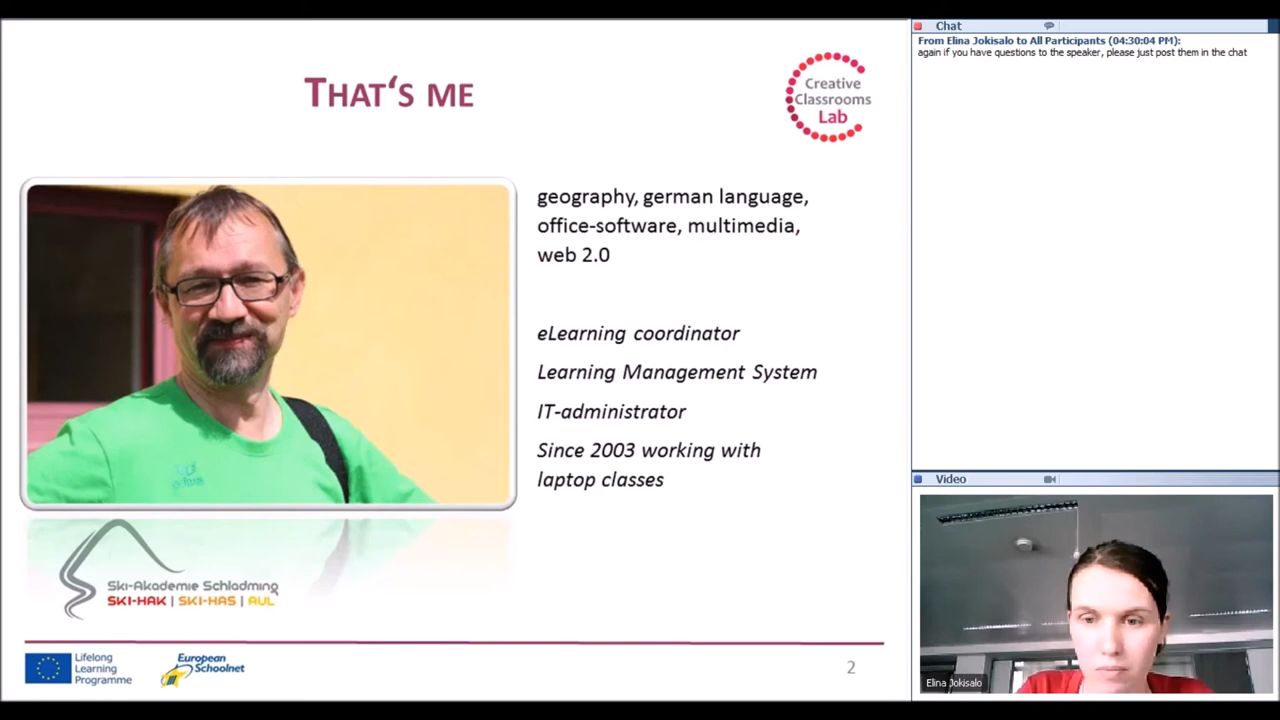 THAT‘S ME
Creative
Classrooms
Lab
geography, german language,
office-software, multimedia,
web 2.0
eLearning coordinator
Learning Management System
IT-administrator
Since 2003 working with
laptop classes
Ski-Akademie Schladming
SKI-HAK | SKI-HAS | AUL
Lifelong
Learning
Programme
European
Schoolnet
2
Chat
From Elina Jokisalo to All Participants (04:30:04 PM):
again if you have questions to the speaker, please just post them in the chat
Video
Elina Jokisalo